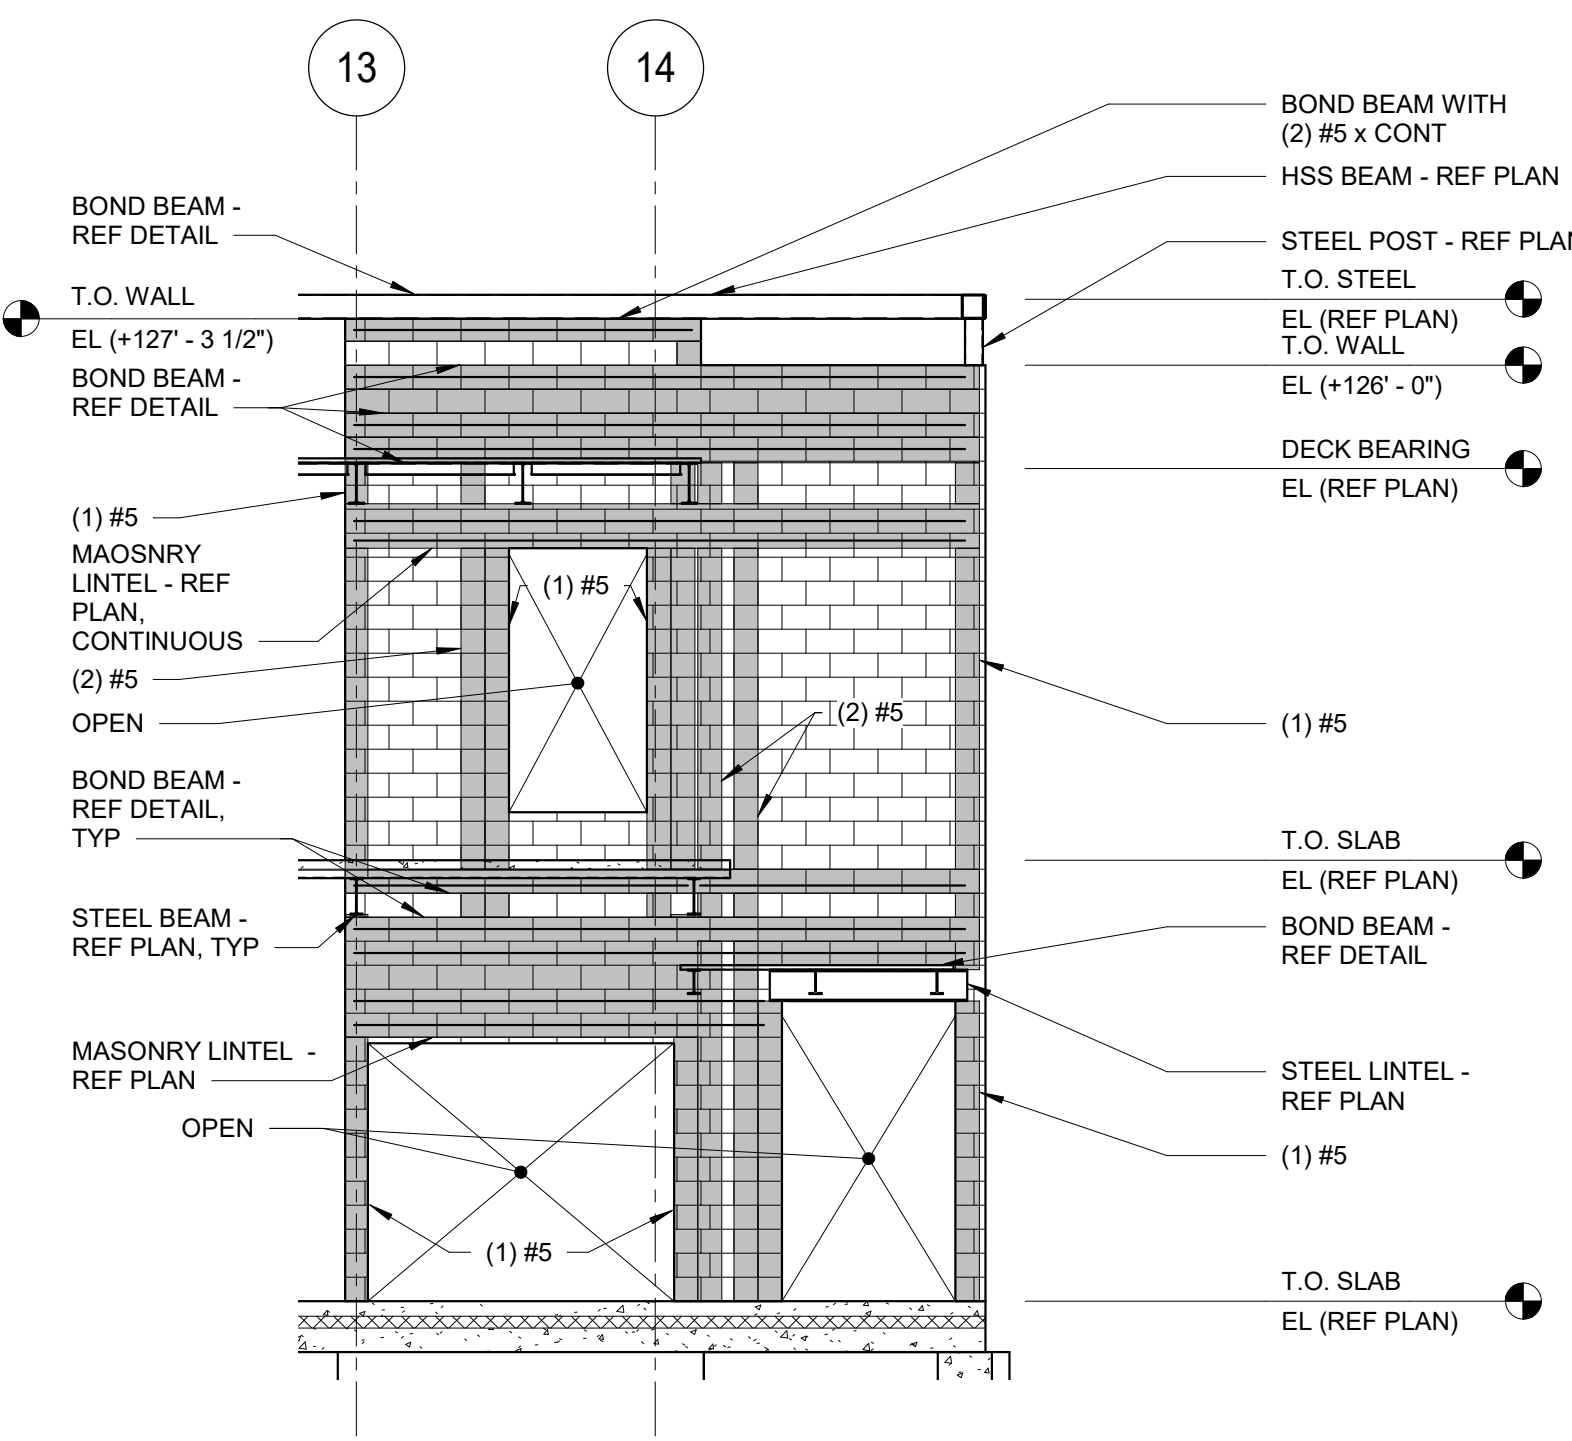 13
14
BOND BEAM WITH
(2) #5 x CONT
HSS BEAM - REF PLAN
STEEL POST - REF PLAN
T.O. STEEL
EL (REF PLAN)
T.O. WALL
EL (+126' - 0")
DECK BEARING
EL (REF PLAN)
BOND BEAM -
REF DETAIL
T.O. WALL
EL (+127' - 3 1/2")
BOND BEAM -
REF DETAIL
(1) #5
MAOSNRY
LINTEL - REF
PLAN,
CONTINUOUS
(2) #5
OPEN
BOND BEAM -
REF DETAIL,
TYP
STEEL BEAM -
REF PLAN, TYP
MASONRY LINTEL -
REF PLAN
OPEN
(1) #5
(2) #5
(1) #5
(1) #5
T.O. SLAB
EL (REF PLAN)
BOND BEAM -
REF DETAIL
STEEL LINTEL -
REF PLAN
(1) #5
T.O. SLAB
EL (REF PLAN)